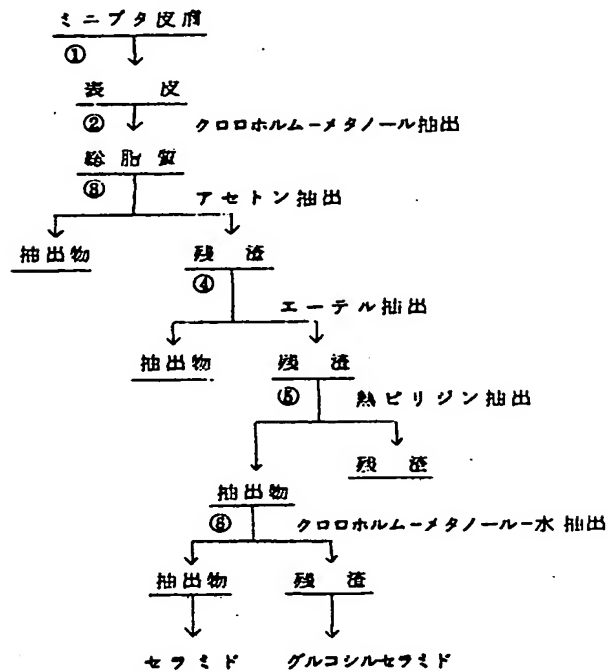 ミニブタ皮膚
①
表 皮
② クロロホルム-メタノール抽出
総脂質
③ アセトン抽出
抽出物 残渣
④ エーテル抽出
抽出物 残渣
⑤ 熱ピリジン抽出
残渣
抽出物
⑥ クロロホルム-メタノール-水抽出
抽出物 残渣
セラミド グルコシルセラミド